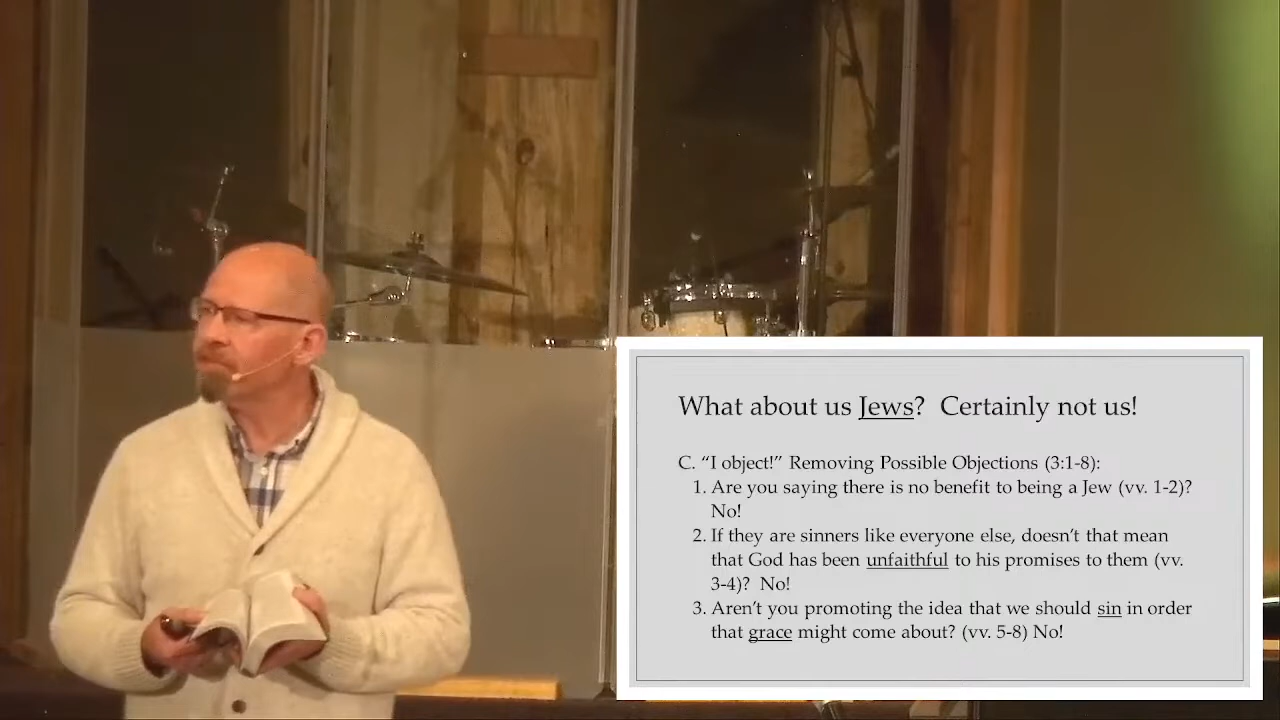 What about us Jews?  Certainly not us!
C. “I object!” Removing Possible Objections (3:1-8):
1. Are you saying there is no benefit to being a Jew (vv. 1-2)?
No!
2. If they are sinners like everyone else, doesn’t that mean
that God has been unfaithful to his promises to them (vv.
3-4)?  No!
3. Aren’t you promoting the idea that we should sin in order
that grace might come about? (vv. 5-8) No!